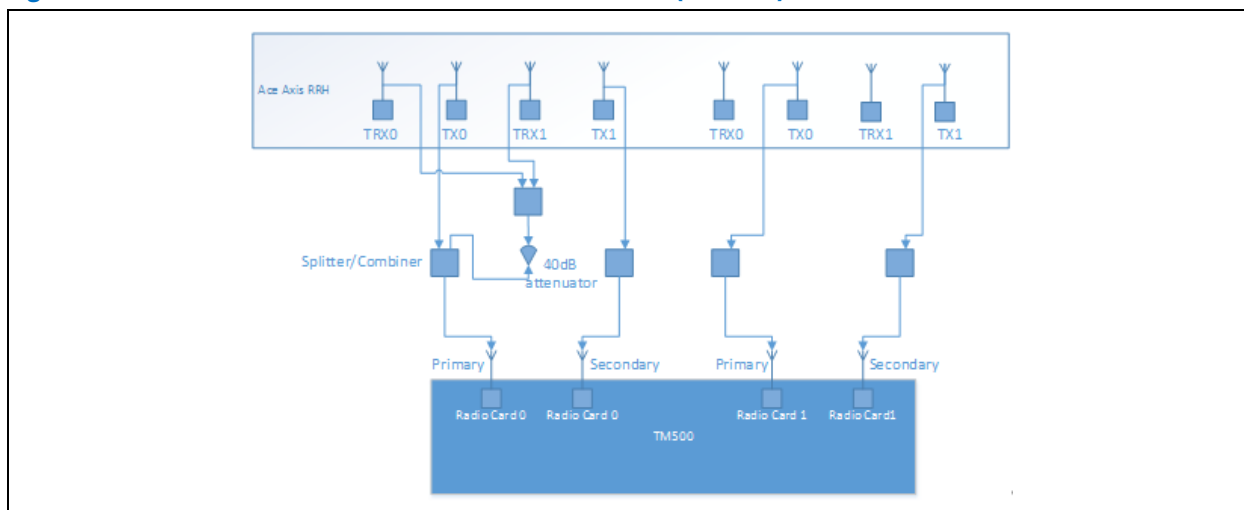 Ace Axis RRH
TRX0 TX0 TRX1 TX1 TRX0 TX0 TRX1 TX1
Splitter/Combiner
40dB
attenuator
Primary Secondary Primary Secondary
Radio Card 0 Radio Card 0 Radio Card 1 Radio Card1
TM500